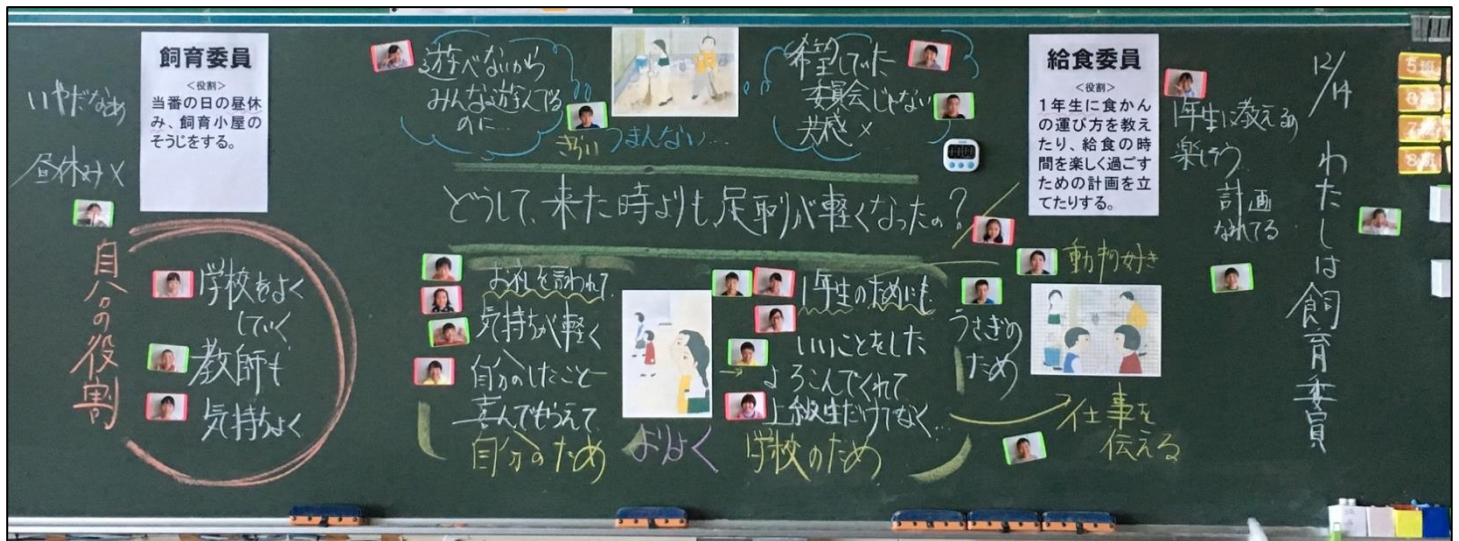 12/14 わたしは飼育委員
給食委員
<役割>
1年生に食かん
の運び方を教え
たり、給食の時
間を楽しく過ごす
ための計画を立
てたりする。
1年生に教えるの
楽しそう
計画
なれてる
希望していた
委員会じゃない
共感 ×
遊べないから
みんな遊んでる
のに…
きらい つまんない…
飼育委員
<役割>
当番の日の昼休
み、飼育小屋の
そうじをする。
いやだなあ
昼休み×
どうして、来た時よりも、足取りが軽くなったの?
動物好き
うさぎの
ため
仕事を
伝える
1年生のためにも
いいことをした
よろこんでくれて
上級生だけでなく…
学校のため
よりよく
お礼を言われて
気持ちが軽く
自分のしたこと
喜んでもらえて
自分のため
学校をよく
していく
教師も
気持ちよく
自分の役割
5班
6班
7班
8班